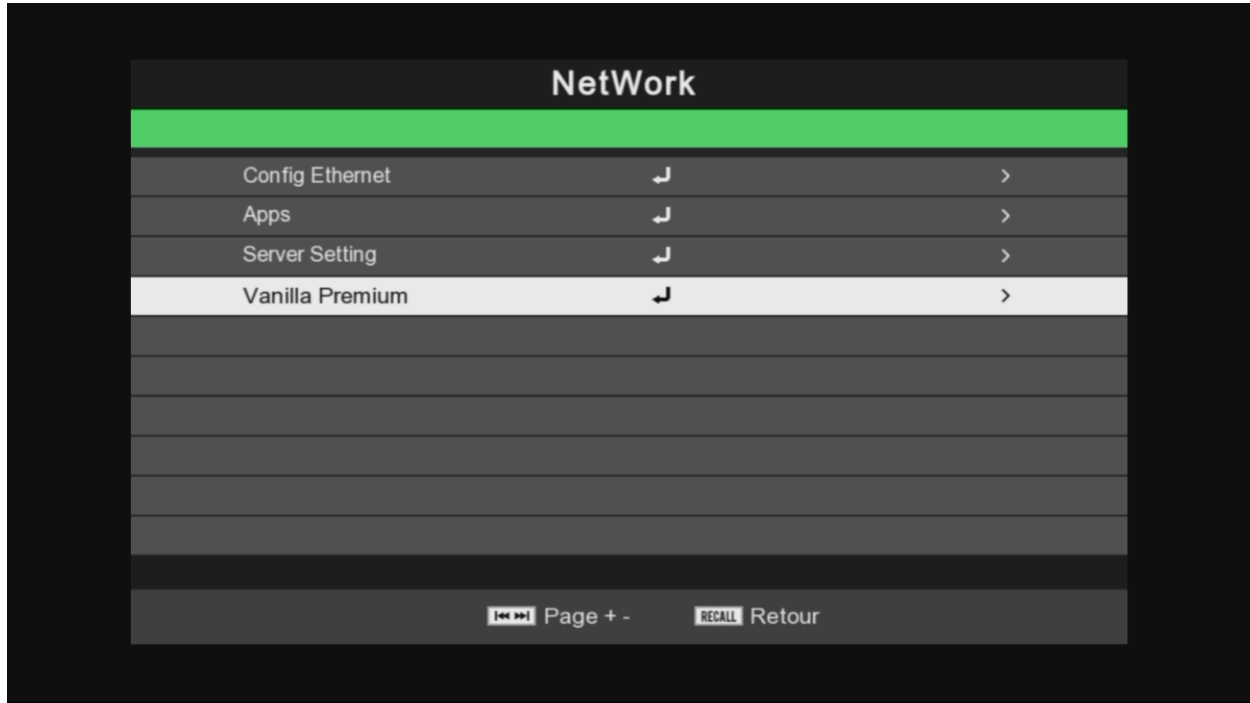 NetWork
Config Ethernet
Apps
Server Setting
Vanilla Premium
Page + - RECALL Retour